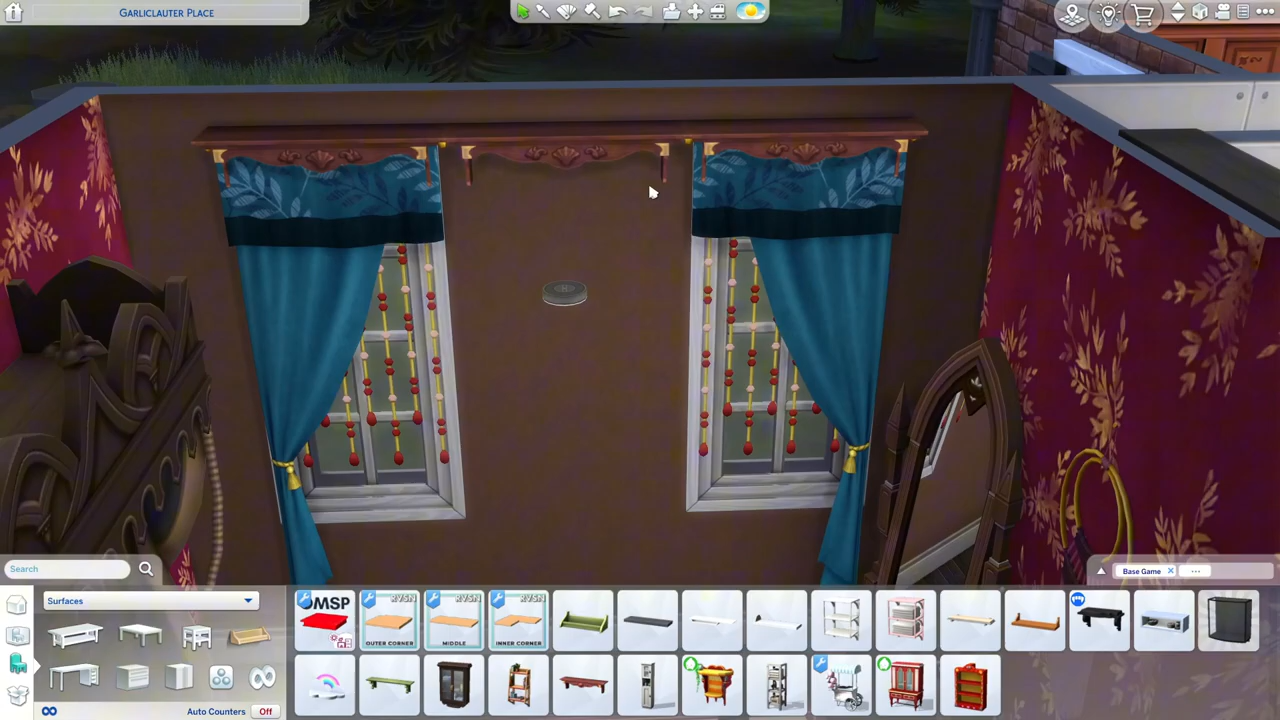 Garliclauter Place
Search
Base Game
Surfaces
MSP
RVSN
OUTER CORNER
RVSN
MIDDLE
RVSN
INNER CORNER
Auto Counters
Off